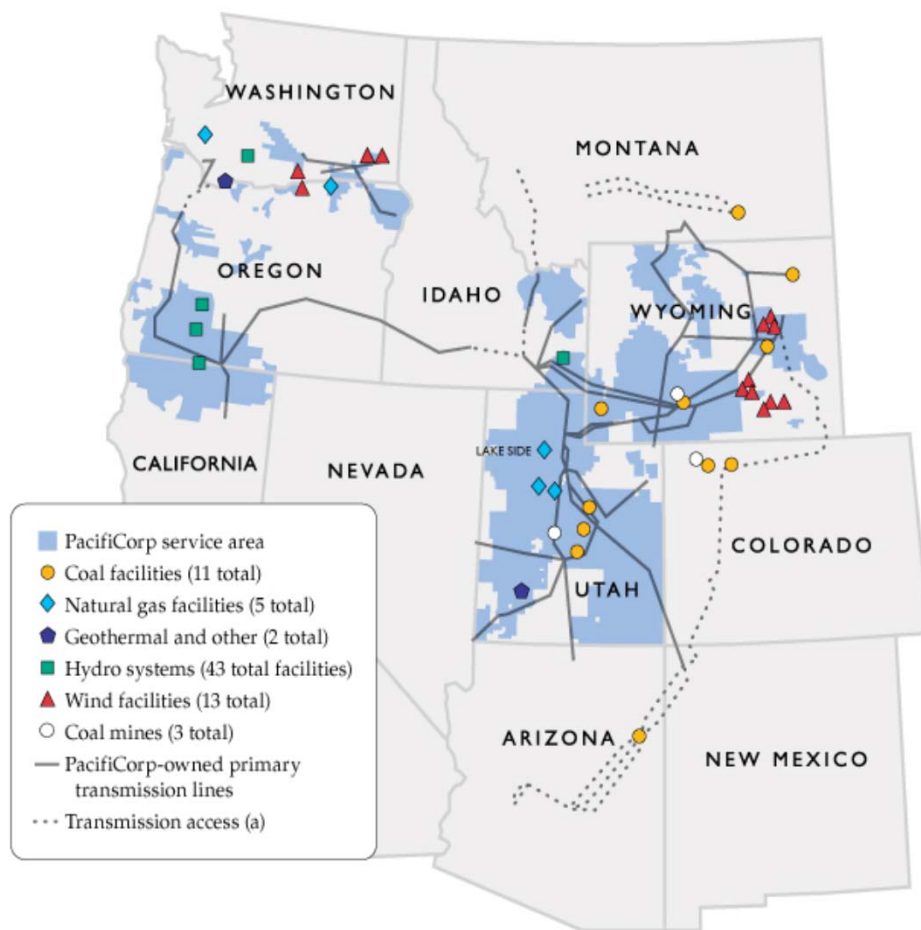 WASHINGTON
MONTANA
OREGON
IDAHO
WYOMING
LAKE SIDE
CALIFORNIA
NEVADA
COLORADO
UTAH
ARIZONA
NEW MEXICO
PacifiCorp service area
Coal facilities (11 total)
Natural gas facilities (5 total)
Geothermal and other (2 total)
Hydro systems (43 total facilities)
Wind facilities (13 total)
Coal mines (3 total)
PacifiCorp-owned primary
transmission lines
Transmission access (a)